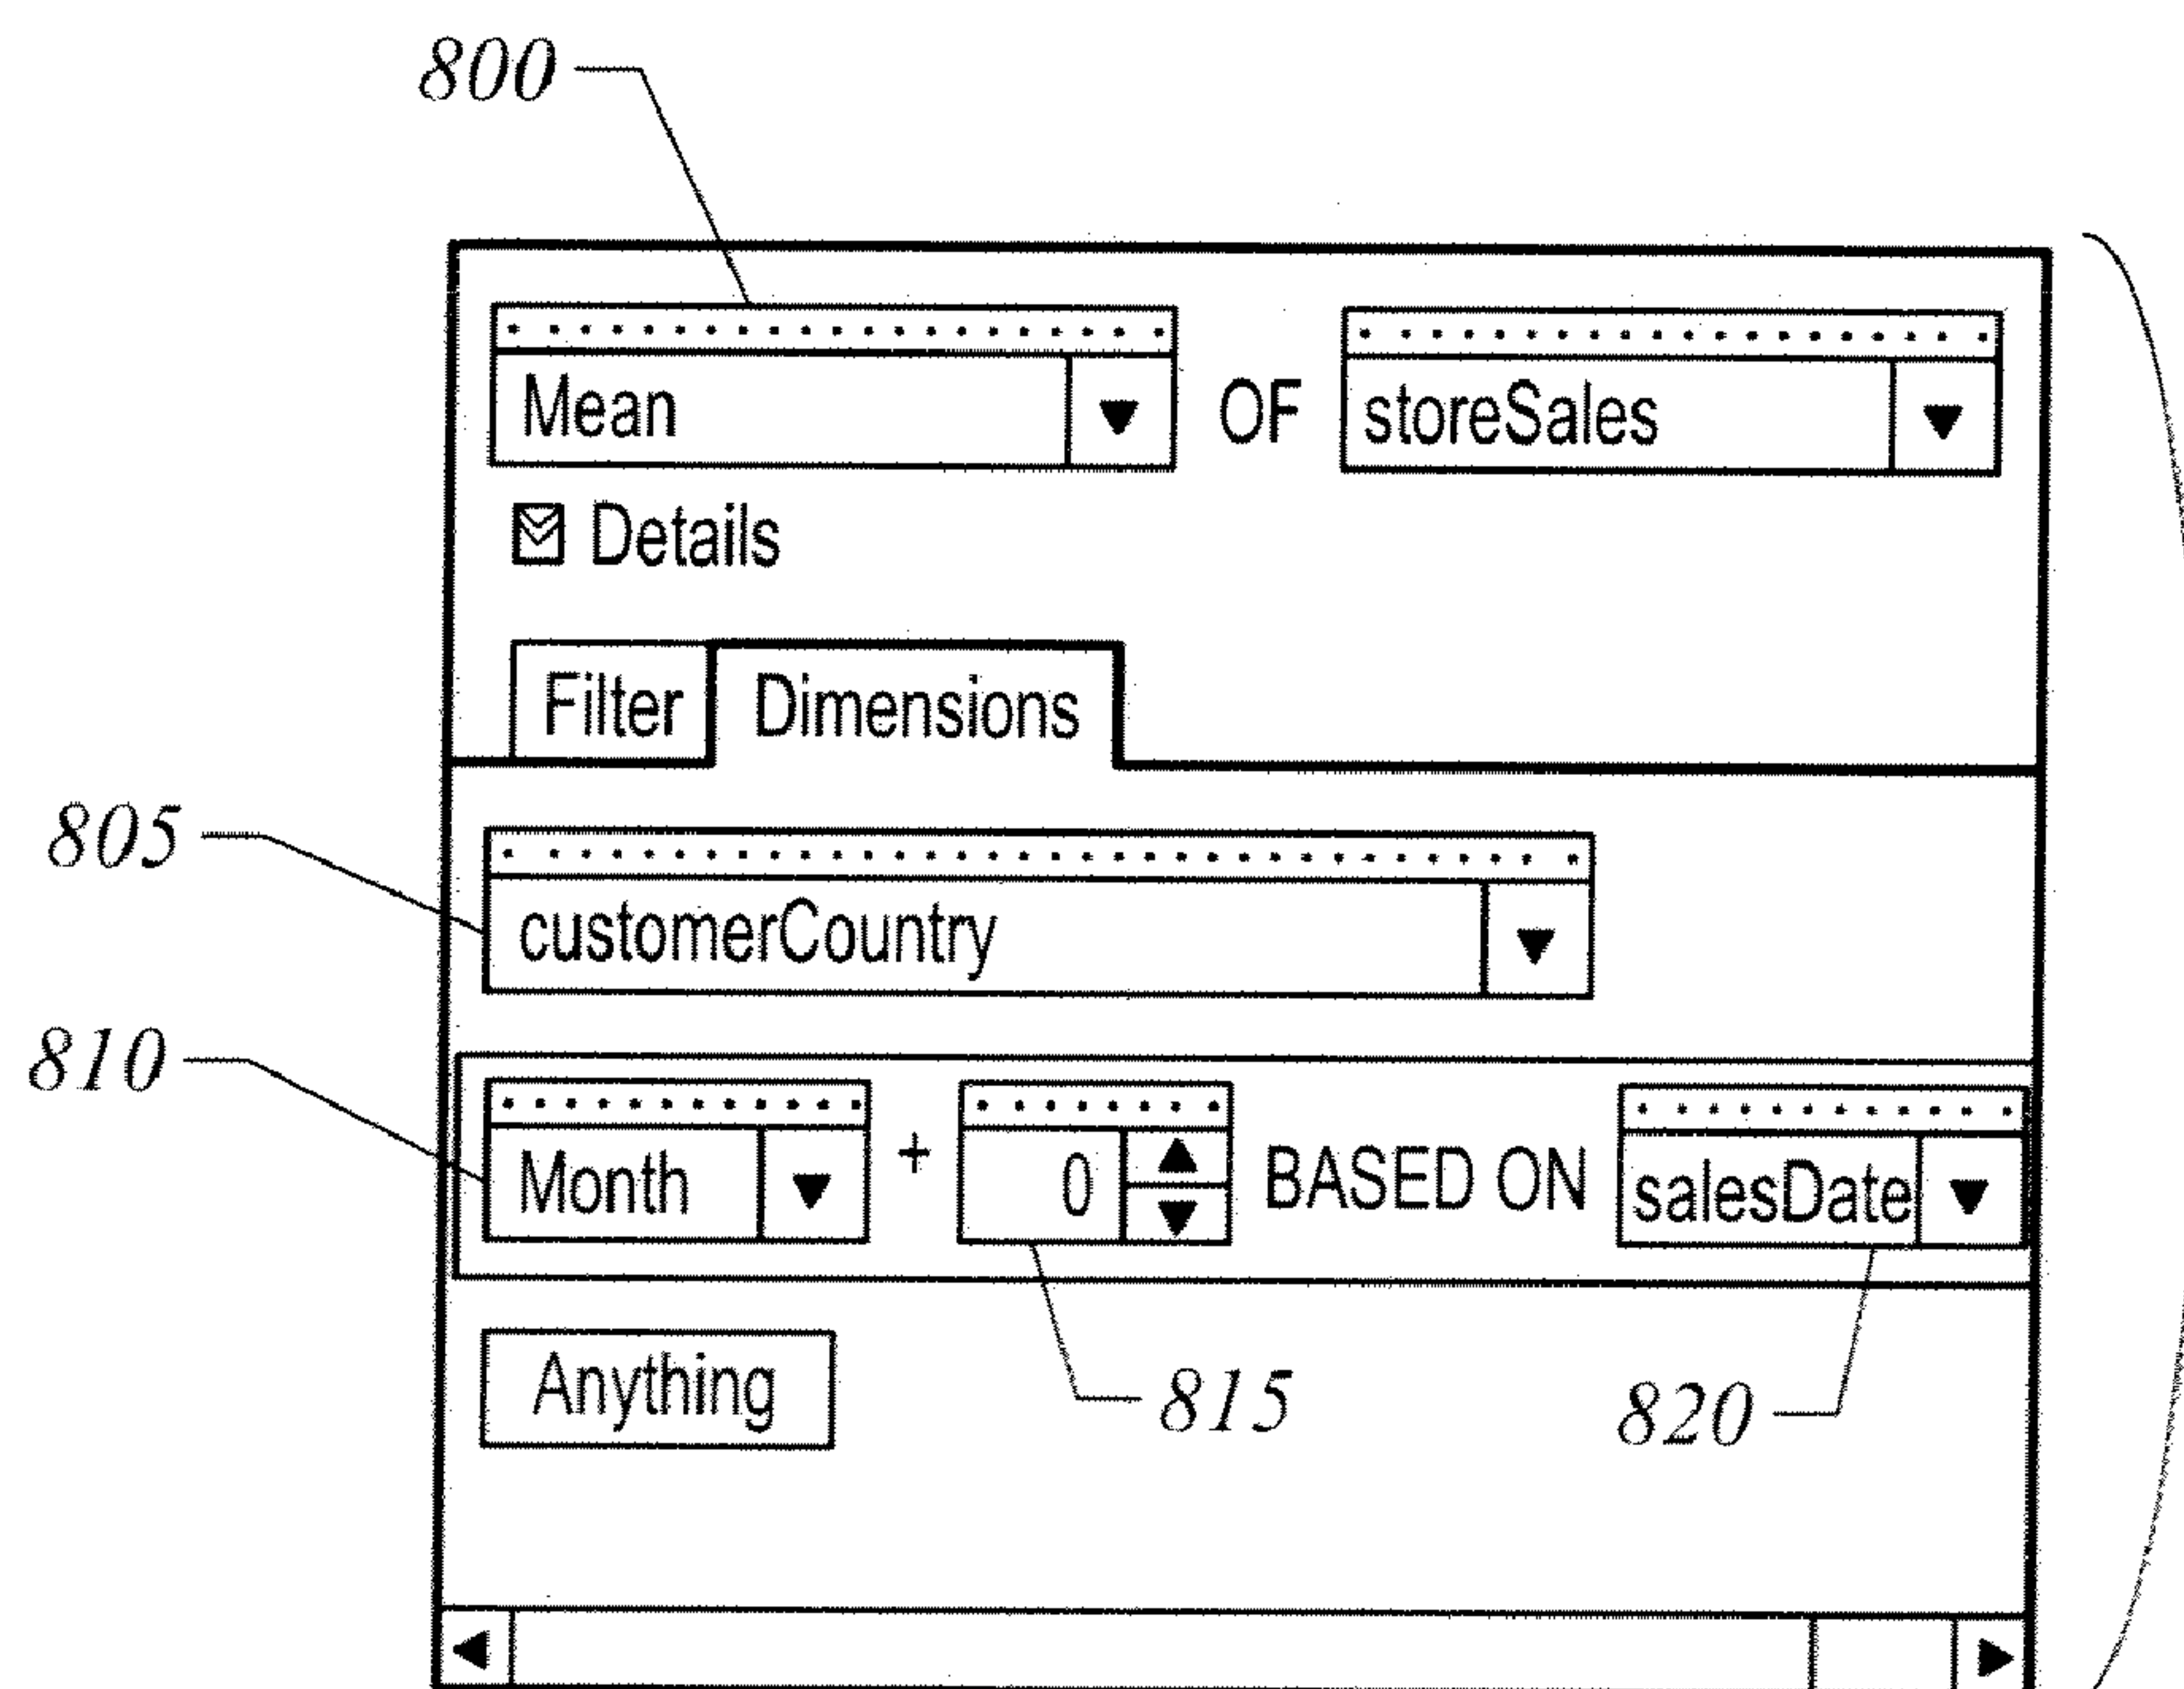 800
Mean OF storeSales
Details
Filter Dimensions
805
customerCountry
810
Month + 0 BASED ON salesDate
Anything
815
820